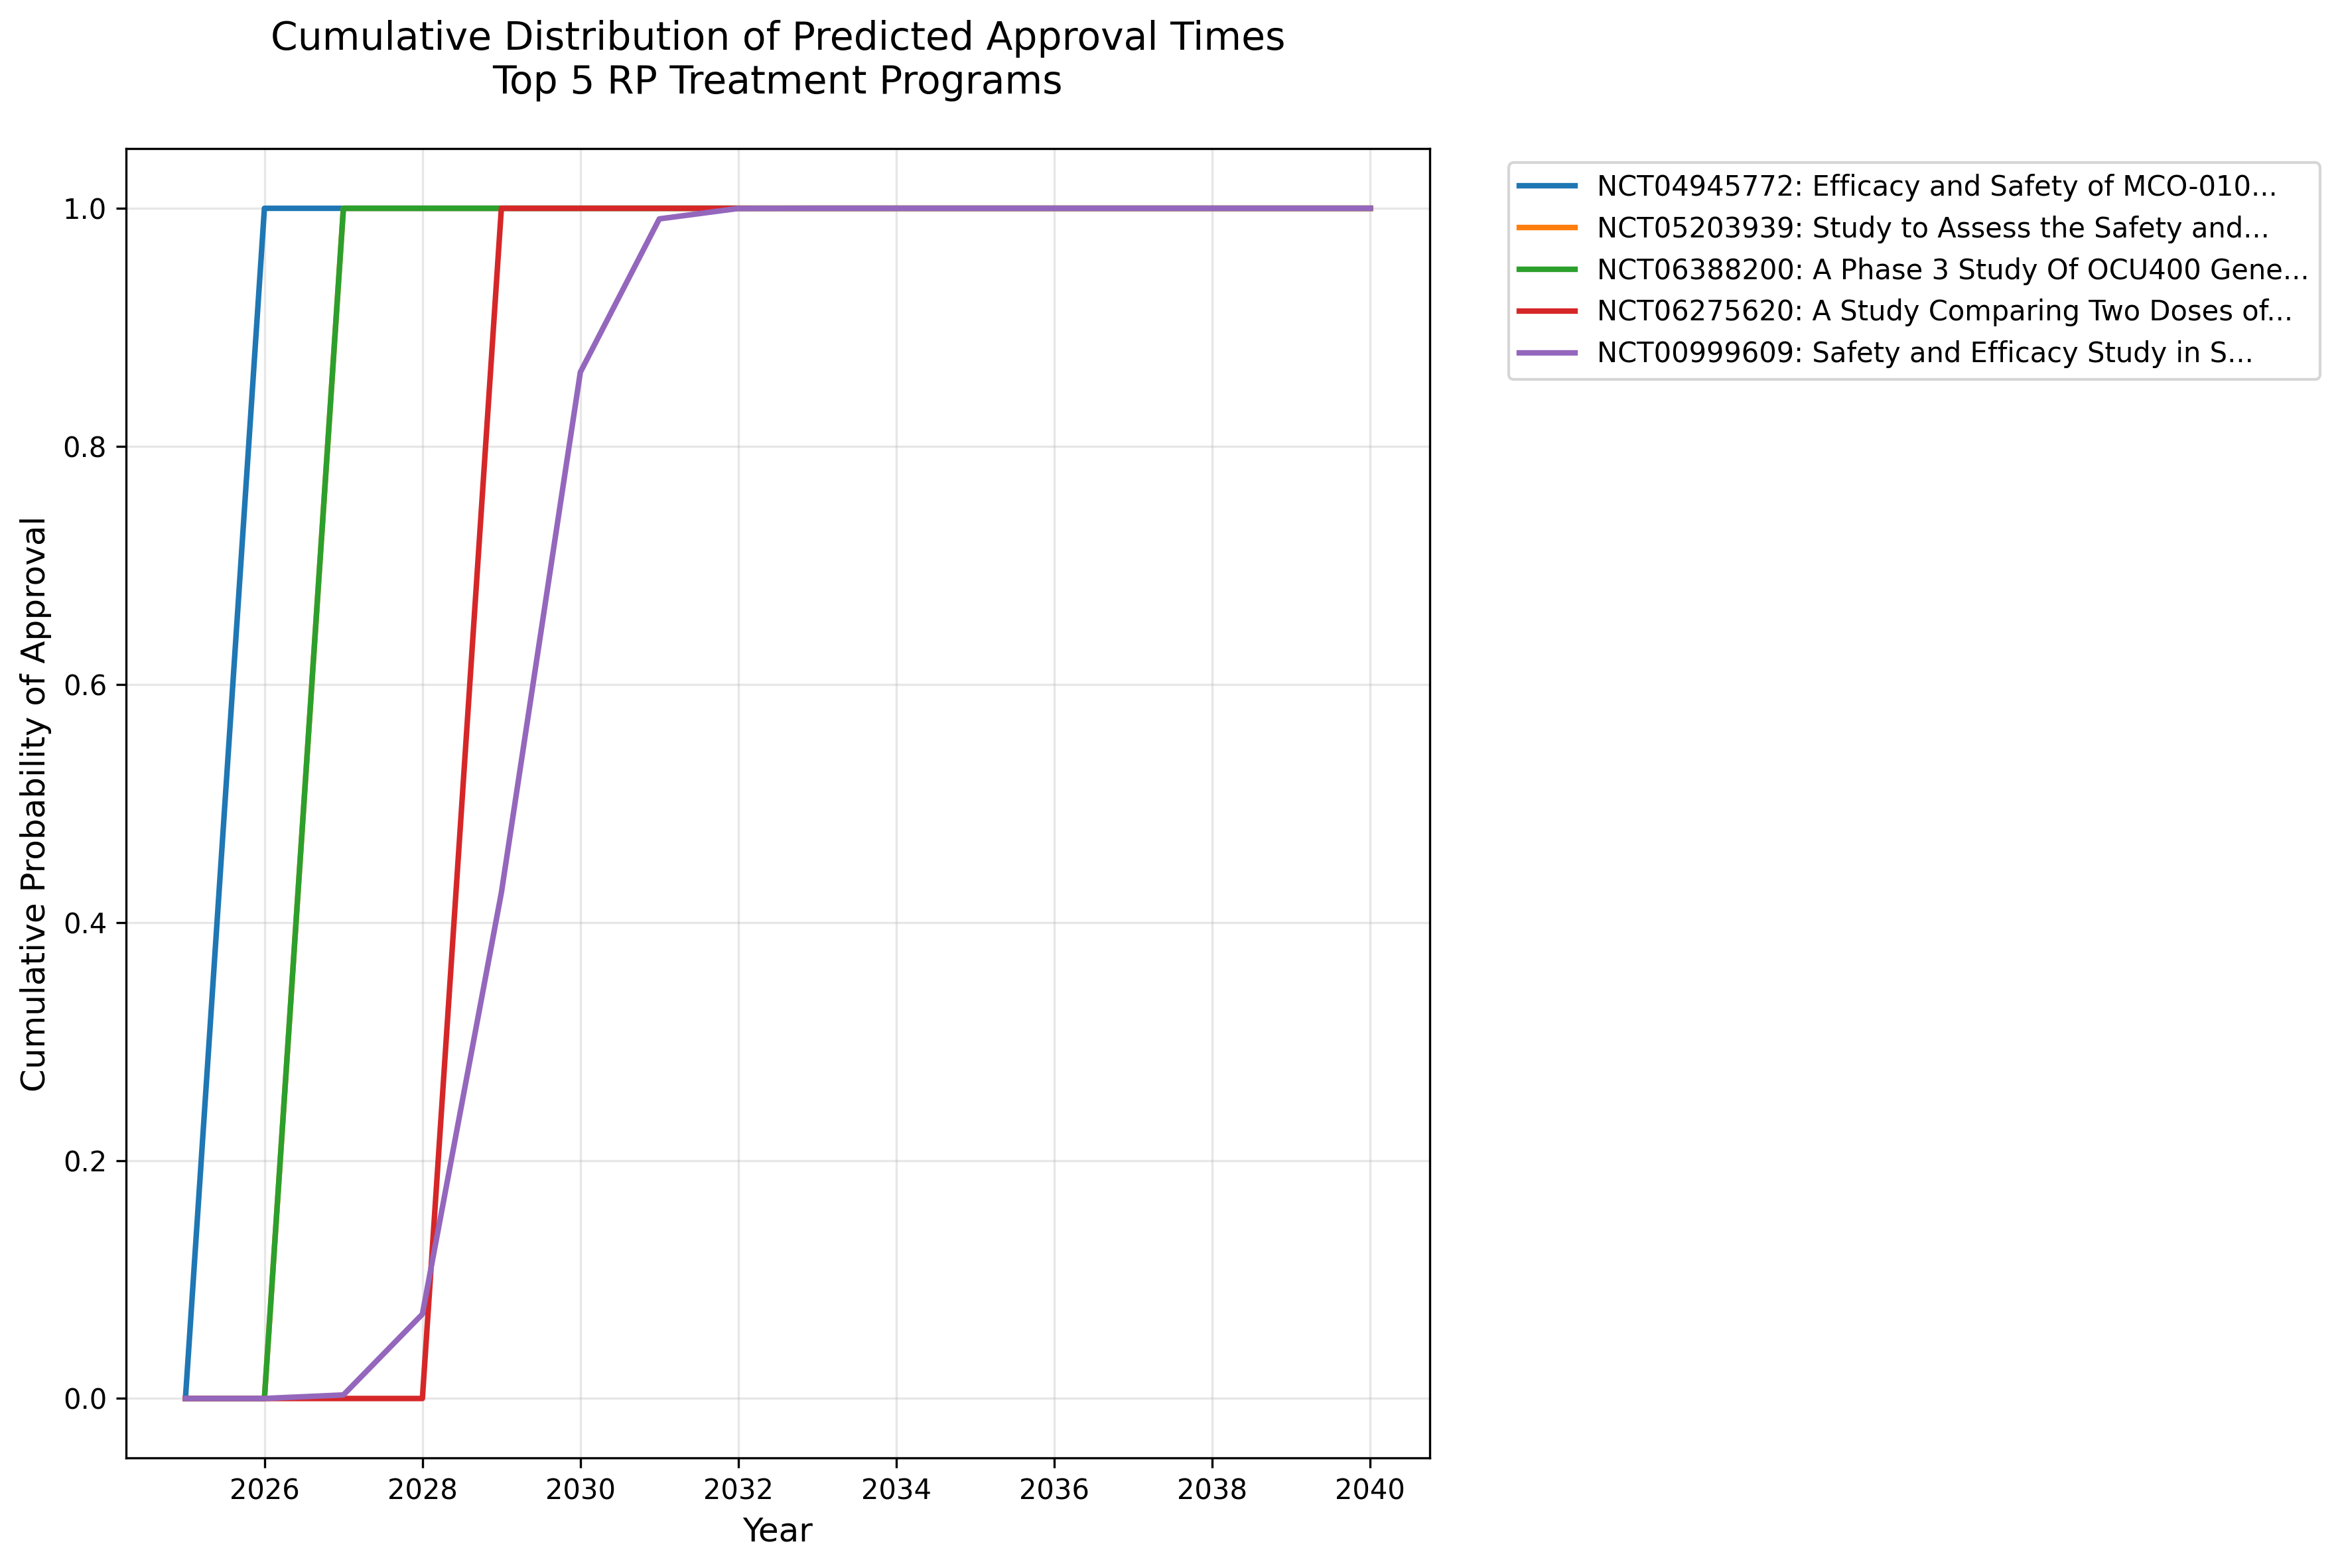 Cumulative Distribution of Predicted Approval Times
Top 5 RP Treatment Programs
Cumulative Probability of Approval
1.0
0.8
0.6
0.4
0.2
0.0
2026 2028 2030 2032 2034 2036 2038 2040
Year
NCT04945772: Efficacy and Safety of MCO-010...
NCT05203939: Study to Assess the Safety and...
NCT06388200: A Phase 3 Study Of OCU400 Gene...
NCT06275620: A Study Comparing Two Doses of...
NCT00999609: Safety and Efficacy Study in S...